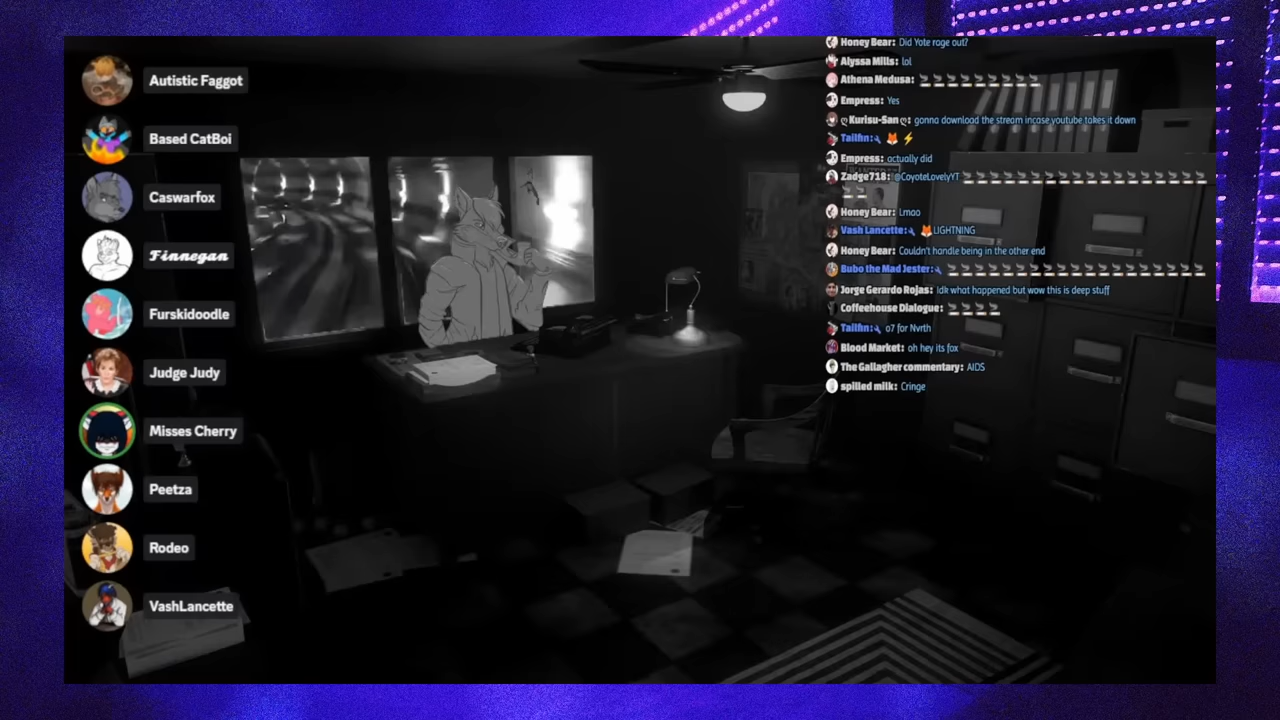 Autistic Faggot
Based CatBoi
Caswarfox
Finnegan
Furskidoodle
Judge Judy
Misses Cherry
Peetza
Rodeo
VashLancette
Honey Bear: Did Yote rage out?
Alyssa Mills: lol
Athena Medusa:
Empress: Yes
ღ Kurisu-San ღ: gonna download the stream incase youtube takes it down
Tailfin: 🦊 ⚡
Empress: actually did
Zadge718: @CoyoteLovelyYT
Honey Bear: Lmao
Vash Lancette: 🦊LIGHTNING
Honey Bear: Couldn't handle being in the other end
Bubo the Mad Jester:
Jorge Gerardo Rojas: Idk what happened but wow this is deep stuff
Coffeehouse Dialogue:
Tailfin: o7 for Nvrth
Blood Market: oh hey its fox
The Gallagher commentary: AIDS
spilled milk: Cringe